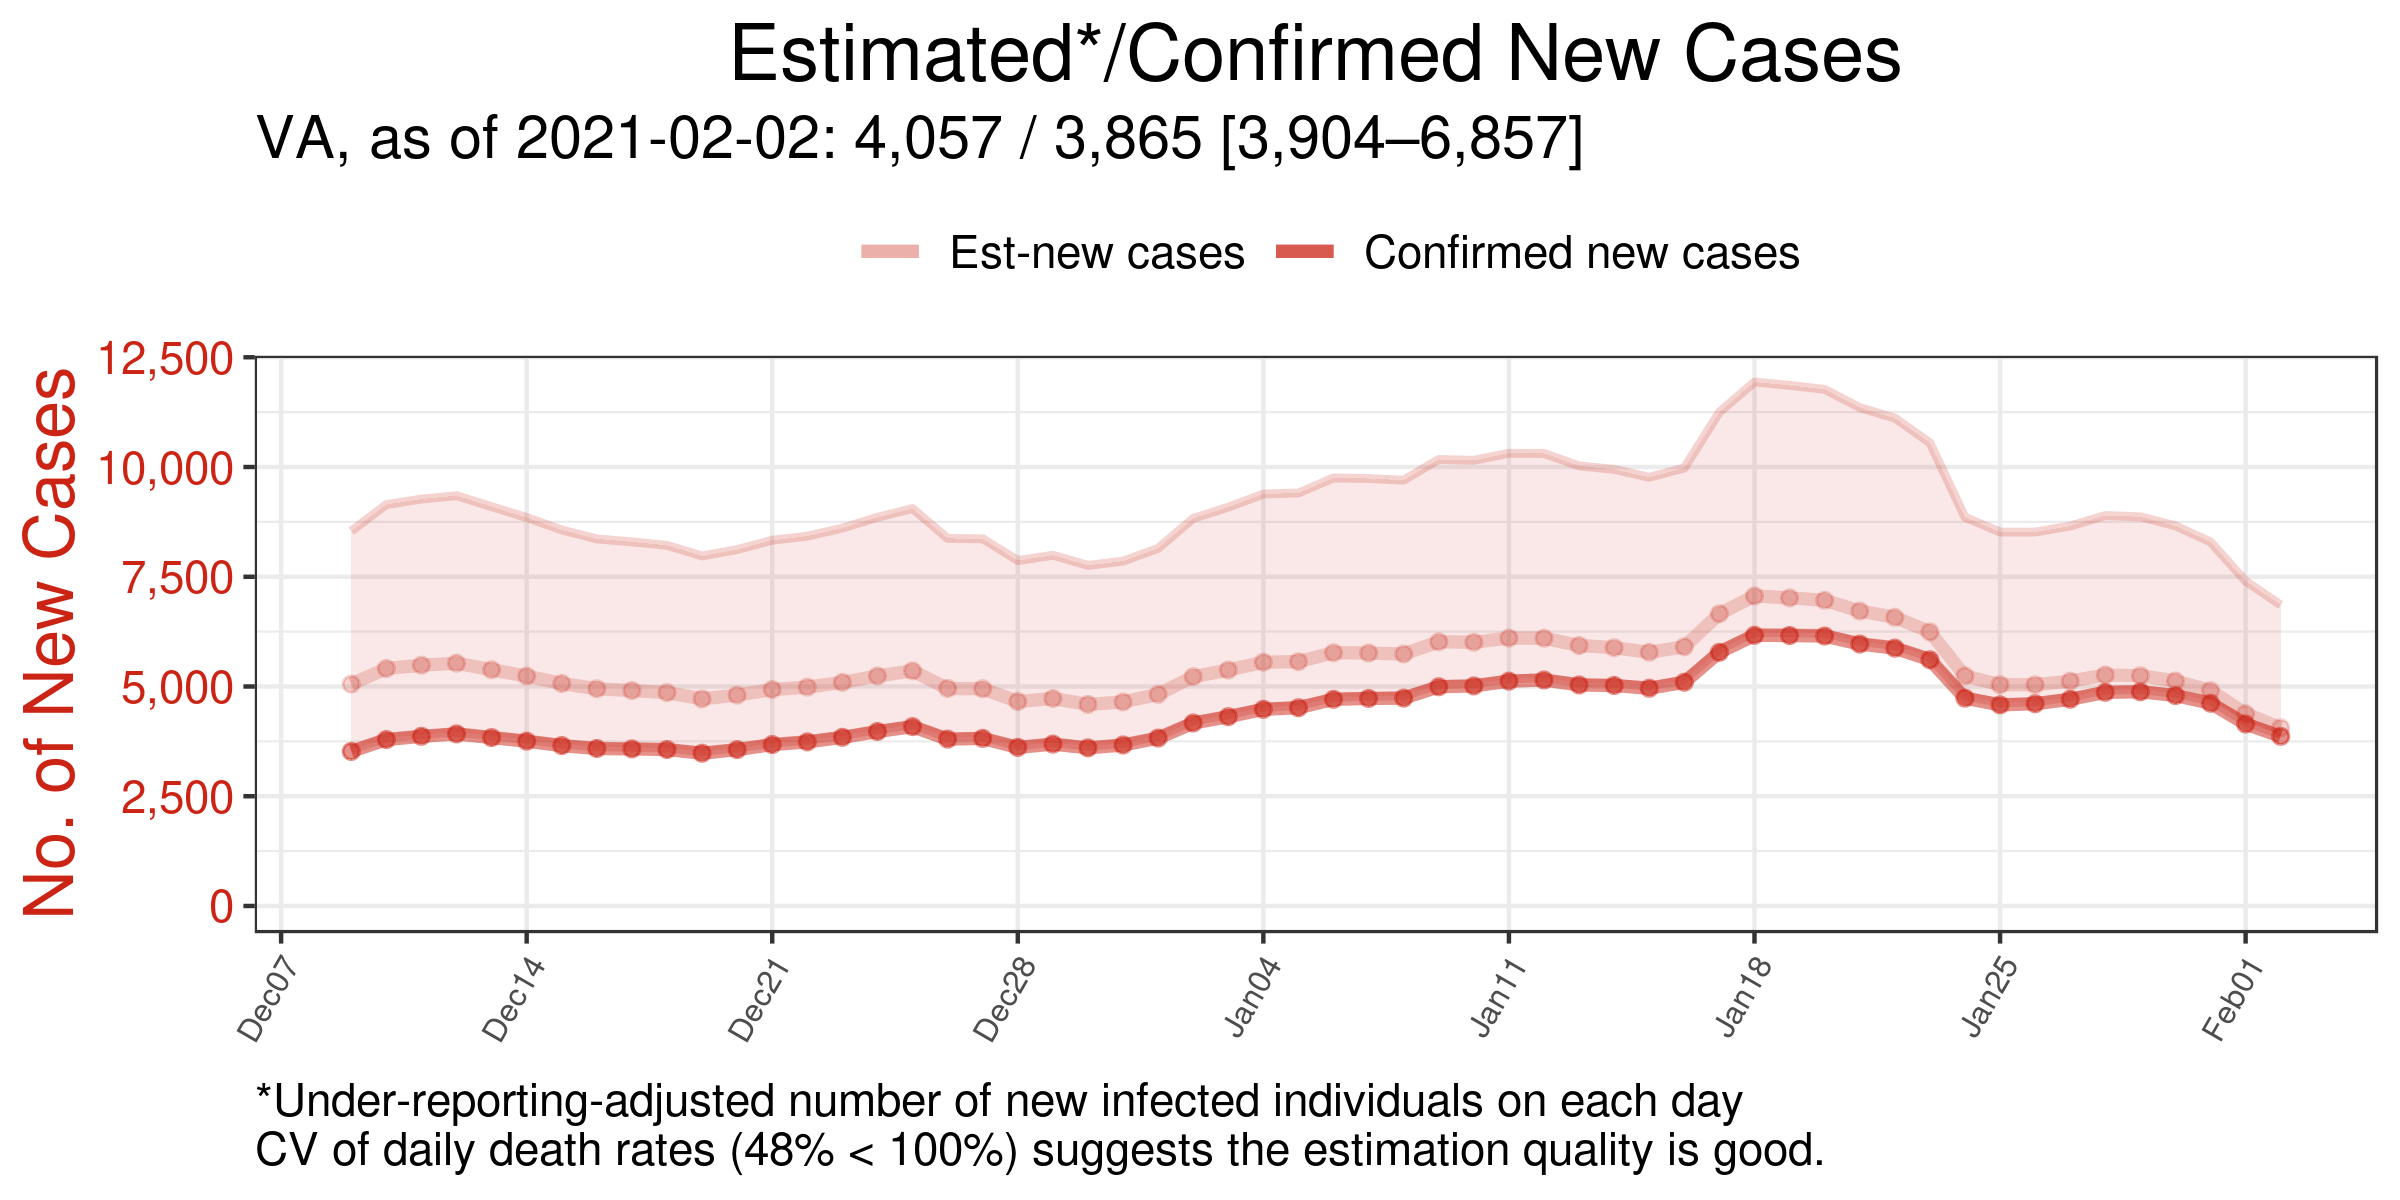 Estimated*/Confirmed New Cases
VA, as of 2021-02-02: 4,057 / 3,865 [3,904–6,857]
Est-new cases
Confirmed new cases
No. of New Cases
12,500
10,000
7,500
5,000
2,500
0
Dec07
Dec14
Dec21
Dec28
Jan04
Jan11
Jan18
Jan25
Feb01
*Under-reporting-adjusted number of new infected individuals on each day
CV of daily death rates (48% < 100%) suggests the estimation quality is good.